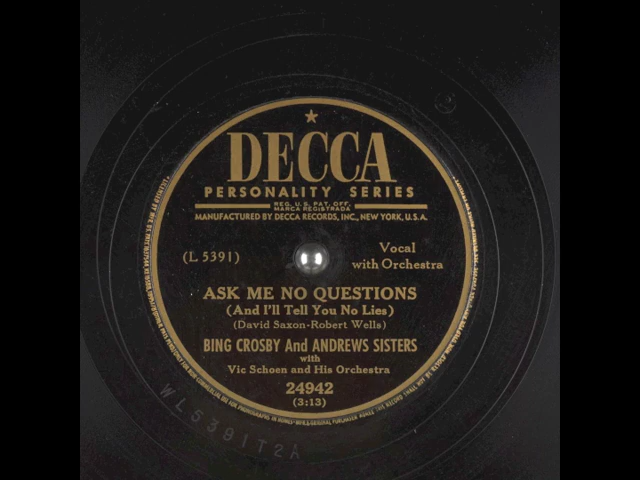 DECCA
PERSONALITY SERIES
REG. U.S. PAT. OFF.
MARCA REGISTRADA
MANUFACTURED BY DECCA RECORDS, INC., NEW YORK, U.S.A.
(L 5391)
Vocal
with Orchestra
ASK ME NO QUESTIONS
(And I'll Tell You No Lies)
(David Saxon-Robert Wells)
BING CROSBY And ANDREWS SISTERS
with
Vic Schoen and His Orchestra
24942
(3:13)
WL5391T2A